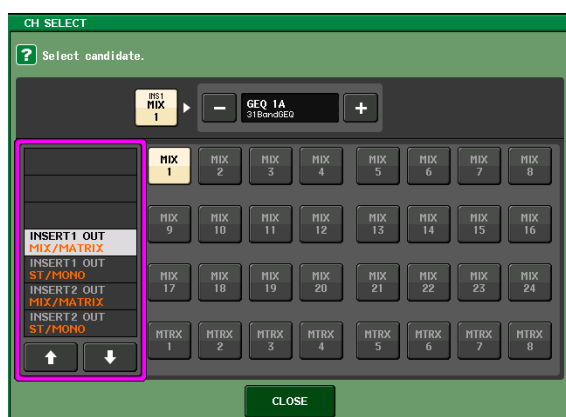 CH SELECT
? Select candidate.
INS1
MIX
1
− GEQ 1A +
31BandGEQ
INSERT1 OUT
MIX/MATRIX
INSERT1 OUT
ST/MONO
INSERT2 OUT
MIX/MATRIX
INSERT2 OUT
ST/MONO
MIX MIX MIX MIX MIX MIX MIX MIX
1 2 3 4 5 6 7 8
MIX MIX MIX MIX MIX MIX MIX MIX
9 10 11 12 13 14 15 16
MIX MIX MIX MIX MIX MIX MIX MIX
17 18 19 20 21 22 23 24
MTRX MTRX MTRX MTRX MTRX MTRX MTRX MTRX
1 2 3 4 5 6 7 8
CLOSE